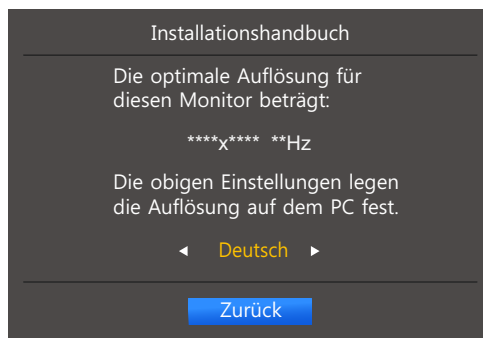 Installationshandbuch
Die optimale Auflösung für
diesen Monitor beträgt:
****x**** **Hz
Die obigen Einstellungen legen
die Auflösung auf dem PC fest.
Deutsch
Zurück